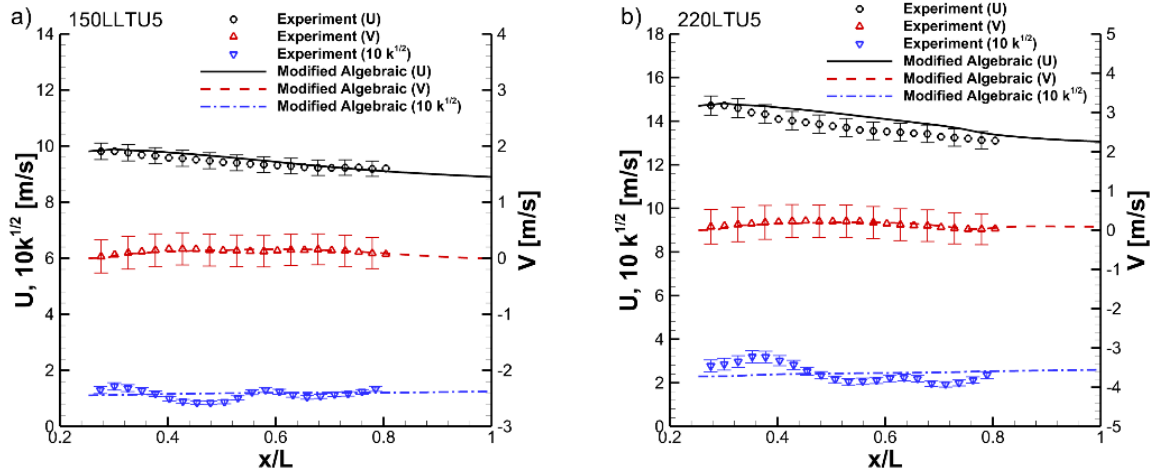 a) 150LLTU5
Experiment (U)
Experiment (V)
Experiment (10 k^1/2)
Modified Algebraic (U)
Modified Algebraic (V)
Modified Algebraic (10 k^1/2)
14
12
10
8
6
4
2
0
4
3
2
1
0
-1
-2
-3
U, 10k^1/2 [m/s]
V [m/s]
0.2 0.4 0.6 0.8 1
x/L
b) 220LTU5
Experiment (U)
Experiment (V)
Experiment (10 k^1/2)
Modified Algebraic (U)
Modified Algebraic (V)
Modified Algebraic (10 k^1/2)
18
16
14
12
10
8
6
4
2
0
5
4
3
2
1
0
-1
-2
-3
-4
-5
U, 10 k^1/2 [m/s]
V [m/s]
0.2 0.4 0.6 0.8 1
x/L